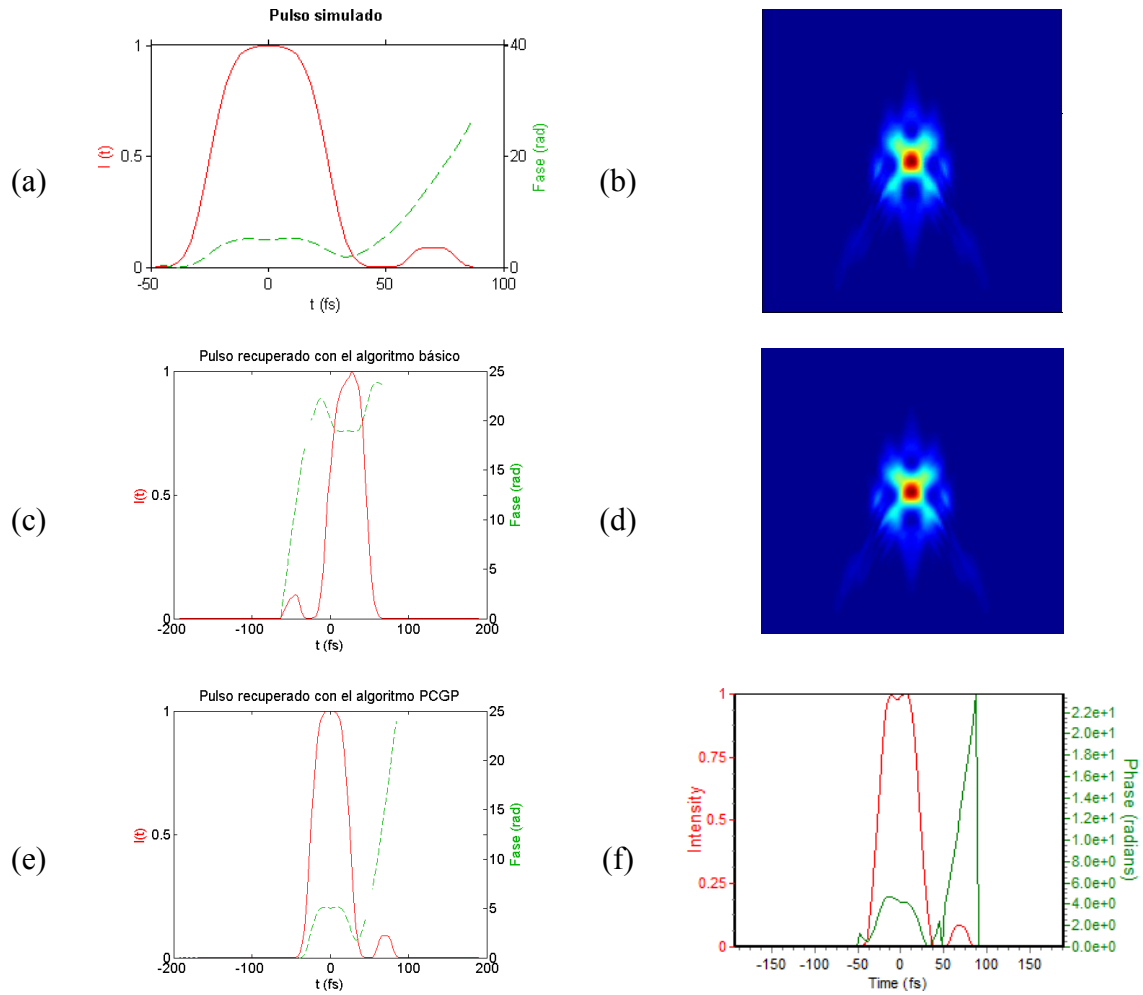 Pulso simulado
1
0.5
0
I (t)
40
20
0
Fase (rad)
-50
0
50
100
t (fs)
(a)
(b)
Pulso recuperado con el algoritmo básico
1
0.5
0
I(t)
25
20
15
10
5
0
Fase (rad)
-200
-100
0
100
200
t (fs)
(c)
(d)
Pulso recuperado con el algoritmo PCGP
1
0.5
0
I(t)
25
20
15
10
5
0
Fase (rad)
-200
-100
0
100
200
t (fs)
(e)
(f)
1
0.75
0.5
0.25
0
Intensity
2.2e+1
2.0e+1
1.8e+1
1.6e+1
1.4e+1
1.2e+1
1.0e+1
8.0e+0
6.0e+0
4.0e+0
2.0e+0
0.0e+0
Phase (radians)
-150
-100
-50
0
50
100
150
Time (fs)